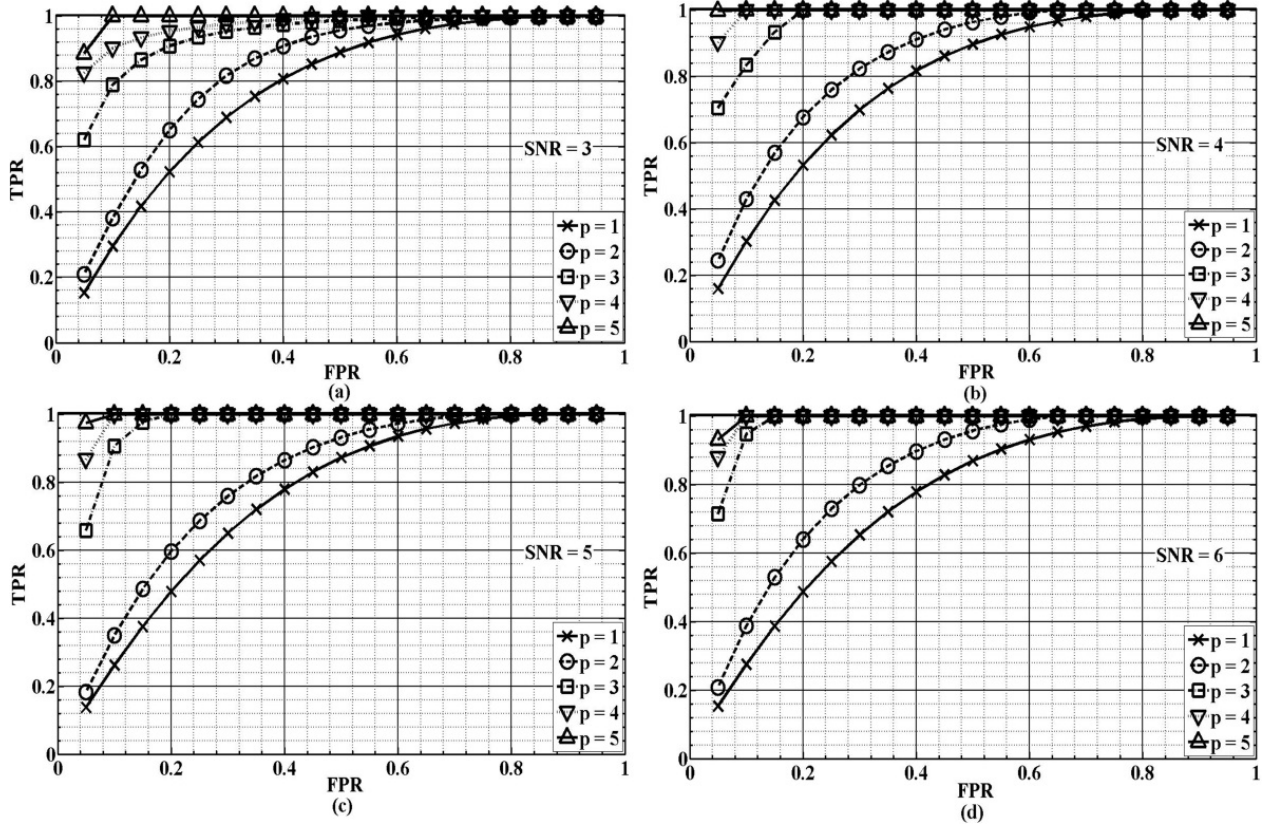 1
0.8
0.6
0.4
0.2
0
TPR
SNR = 3
p = 1
p = 2
p = 3
p = 4
p = 5
0 0.2 0.4 0.6 0.8 1
FPR
(a)
1
0.8
0.6
0.4
0.2
0
TPR
SNR = 4
p = 1
p = 2
p = 3
p = 4
p = 5
0 0.2 0.4 0.6 0.8 1
FPR
(b)
1
0.8
0.6
0.4
0.2
0
TPR
SNR = 5
p = 1
p = 2
p = 3
p = 4
p = 5
0 0.2 0.4 0.6 0.8 1
FPR
(c)
1
0.8
0.6
0.4
0.2
0
TPR
SNR = 6
p = 1
p = 2
p = 3
p = 4
p = 5
0 0.2 0.4 0.6 0.8 1
FPR
(d)